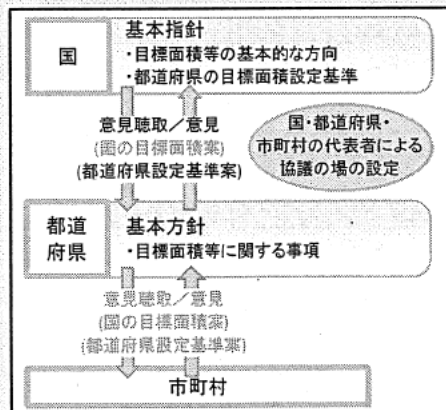 国
基本指針
・目標面積等の基本的な方向
・都道府県の目標面積設定基準
意見聴取／意見
(国の目標面積案)
(都道府県設定基準案)
国・都道府県・
市町村の代表者による
協議の場の設定
都道
府県
基本方針
・目標面積等に関する事項
意見聴取／意見
(国の目標面積案)
(都道府県設定基準案)
市町村